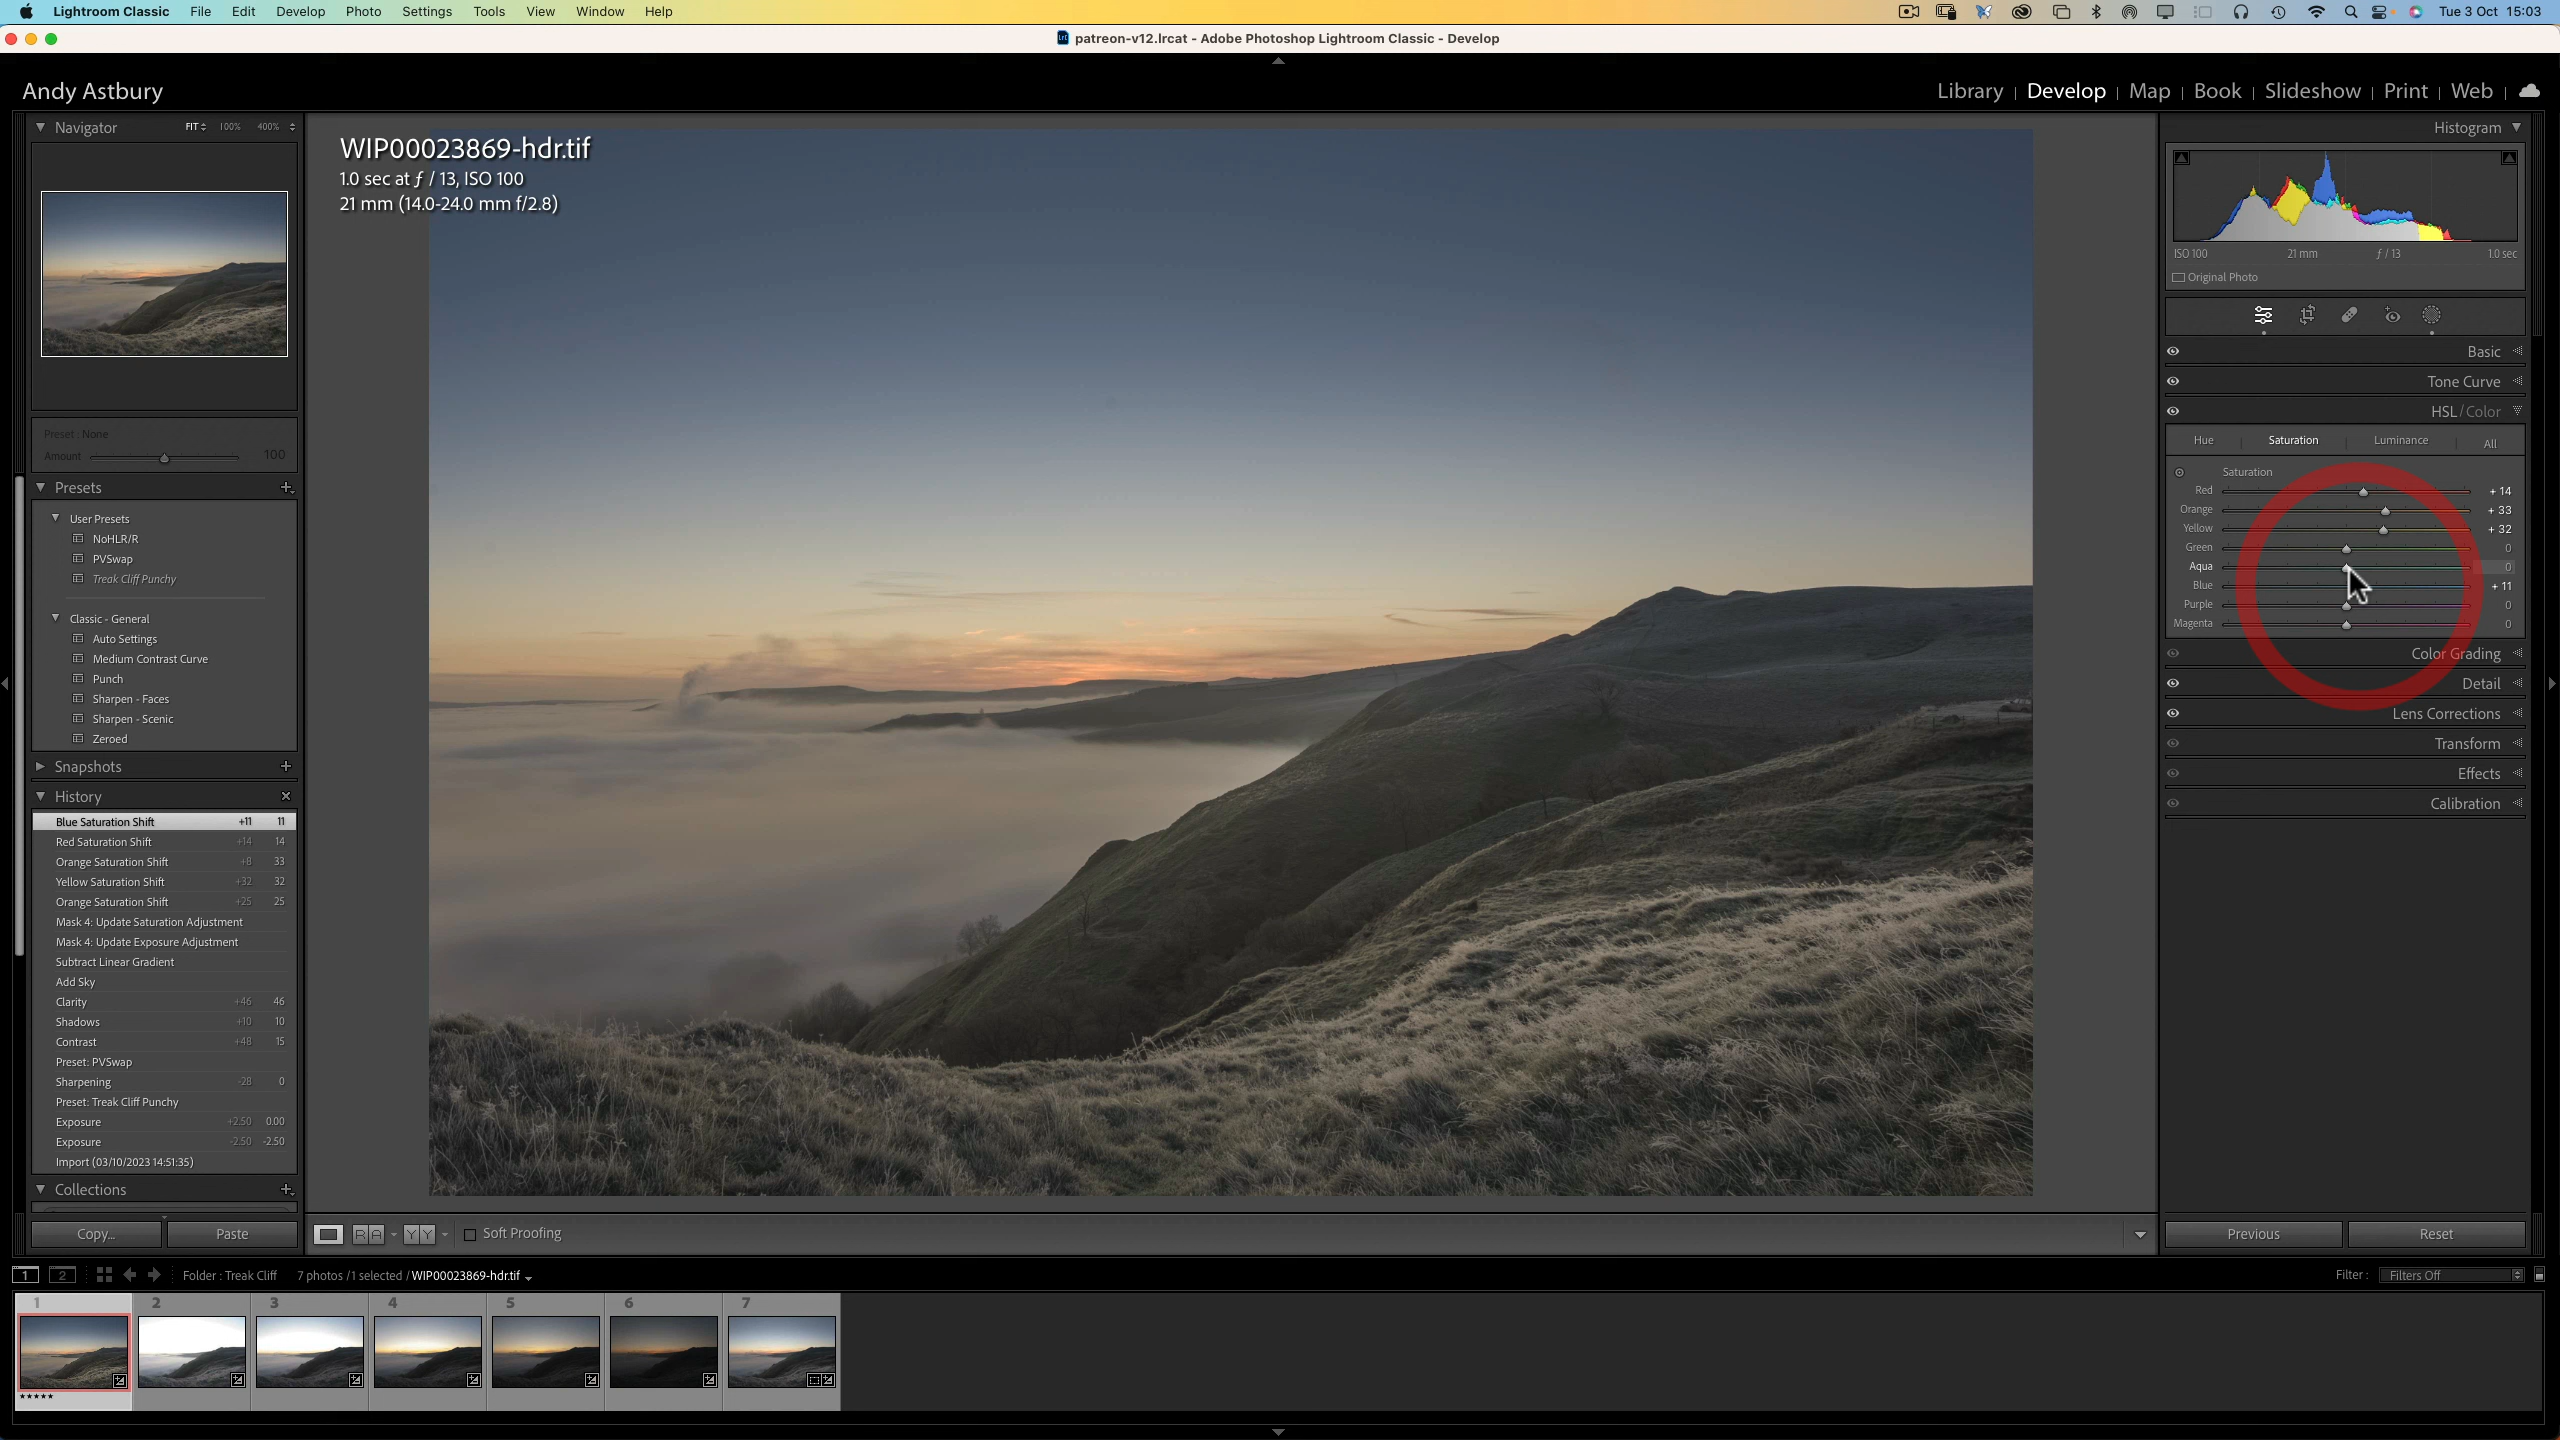 Lightroom Classic File Edit Develop Photo Settings Tools View Window Help Tue 3 Oct 15:03
patreon-v12.lrcat - Adobe Photoshop Lightroom Classic - Develop
Andy Astbury
Library | Develop | Map | Book | Slideshow | Print | Web
Navigator FIT 100% 400%
Preset : None
Amount 100
Presets
User Presets
NoHLR/R
PVSwap
Treak Cliff Punchy
Classic - General
Auto Settings
Medium Contrast Curve
Punch
Sharpen - Faces
Sharpen - Scenic
Zeroed
Snapshots
History
Blue Saturation Shift +11 11
Red Saturation Shift +14 14
Orange Saturation Shift +8 33
Yellow Saturation Shift +32 32
Orange Saturation Shift +25 25
Mask 4: Update Saturation Adjustment
Mask 4: Update Exposure Adjustment
Subtract Linear Gradient
Add Sky
Clarity +46 46
Shadows +10 10
Contrast +48 15
Preset: PVSwap
Sharpening -28 0
Preset: Treak Cliff Punchy
Exposure +2.50 0.00
Exposure -2.50 -2.50
Import (03/10/2023 14:51:35)
Collections
Copy... Paste
WIP00023869-hdr.tif
1.0 sec at ƒ / 13, ISO 100
21 mm (14.0-24.0 mm f/2.8)
R A Y Y Soft Proofing
Histogram
ISO 100 21 mm ƒ / 13 1.0 sec
Original Photo
Basic
Tone Curve
HSL / Color
Hue Saturation Luminance All
Saturation
Red + 14
Orange + 33
Yellow + 32
Green 0
Aqua 0
Blue + 11
Purple 0
Magenta 0
Color Grading
Detail
Lens Corrections
Transform
Effects
Calibration
Previous Reset
1 2 Folder : Treak Cliff 7 photos / 1 selected / WIP00023869-hdr.tif Filter : Filters Off
1 2 3 4 5 6 7